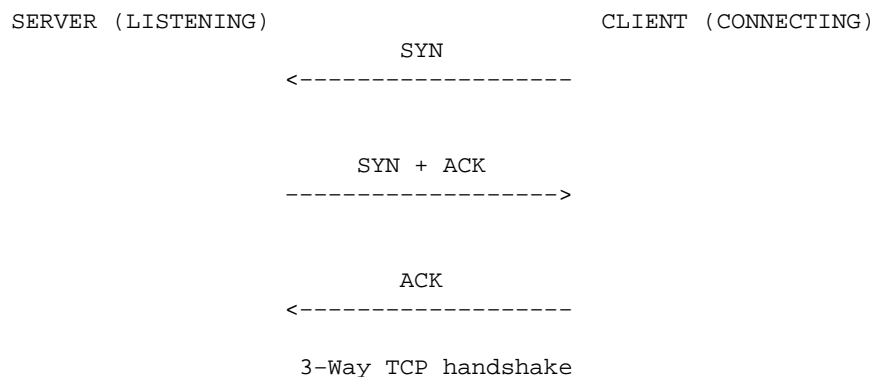 SERVER (LISTENING) CLIENT (CONNECTING)
SYN
<-------------------
SYN + ACK
------------------->
ACK
<-------------------
3-Way TCP handshake